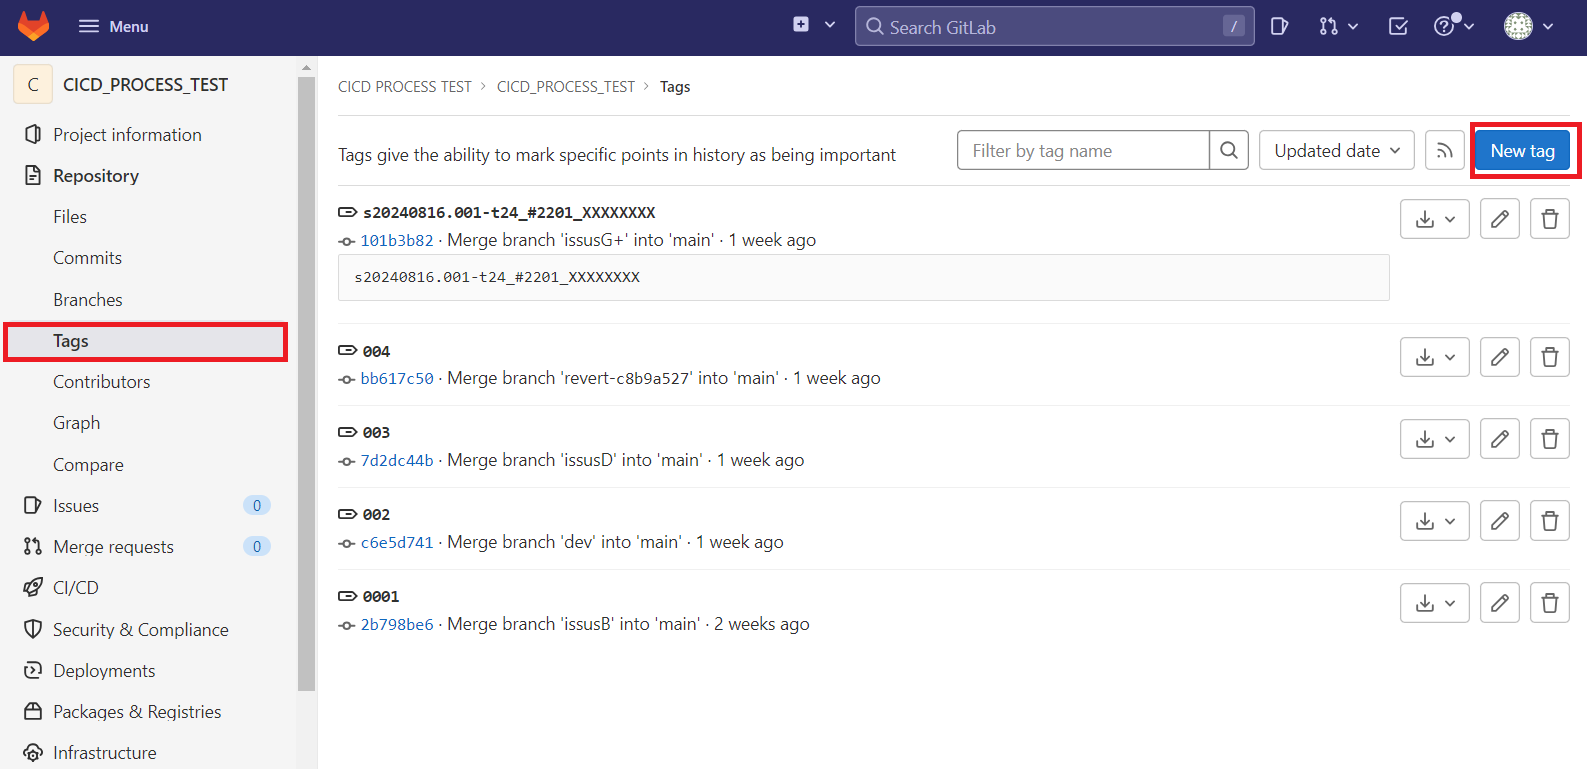 Menu
Search GitLab
/
C
CICD_PROCESS_TEST
Project information
Repository
Files
Commits
Branches
Tags
Contributors
Graph
Compare
Issues 0
Merge requests 0
CI/CD
Security & Compliance
Deployments
Packages & Registries
Infrastructure
CICD PROCESS TEST > CICD_PROCESS_TEST > Tags
Tags give the ability to mark specific points in history as being important
Filter by tag name
Updated date
New tag
s20240816.001-t24_#2201_XXXXXXXX
101b3b82 · Merge branch 'issusG+' into 'main' · 1 week ago
s20240816.001-t24_#2201_XXXXXXXX
004
bb617c50 · Merge branch 'revert-c8b9a527' into 'main' · 1 week ago
003
7d2dc44b · Merge branch 'issusD' into 'main' · 1 week ago
002
c6e5d741 · Merge branch 'dev' into 'main' · 1 week ago
0001
2b798be6 · Merge branch 'issusB' into 'main' · 2 weeks ago